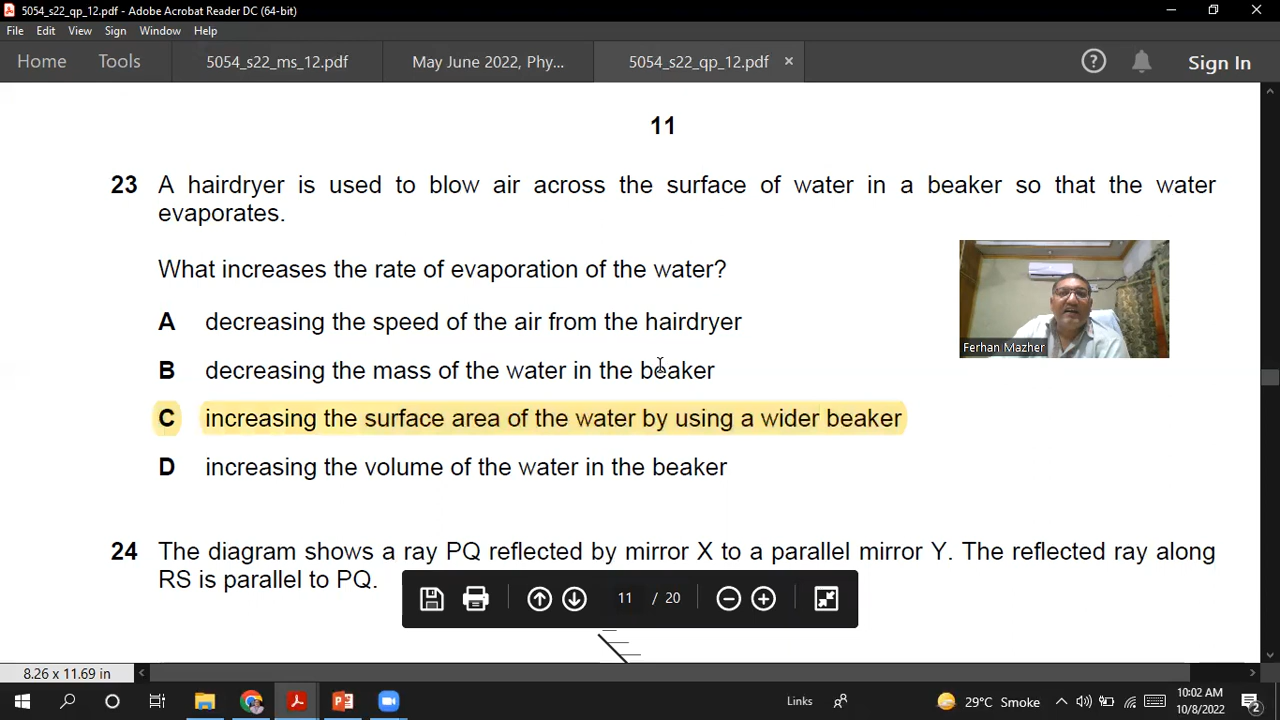 5054_s22_qp_12.pdf - Adobe Acrobat Reader DC (64-bit)
File Edit View Sign Window Help
Home Tools 5054_s22_ms_12.pdf May June 2022, Phy... 5054_s22_qp_12.pdf × ? Sign In
11
23 A hairdryer is used to blow air across the surface of water in a beaker so that the water
evaporates.
What increases the rate of evaporation of the water?
A decreasing the speed of the air from the hairdryer
B decreasing the mass of the water in the beaker
C increasing the surface area of the water by using a wider beaker
D increasing the volume of the water in the beaker
Ferhan Mazher
24 The diagram shows a ray PQ reflected by mirror X to a parallel mirror Y. The reflected ray along
RS is parallel to PQ.
11 / 20
8.26 x 11.69 in
Links 29°C Smoke 10:02 AM
10/8/2022
2